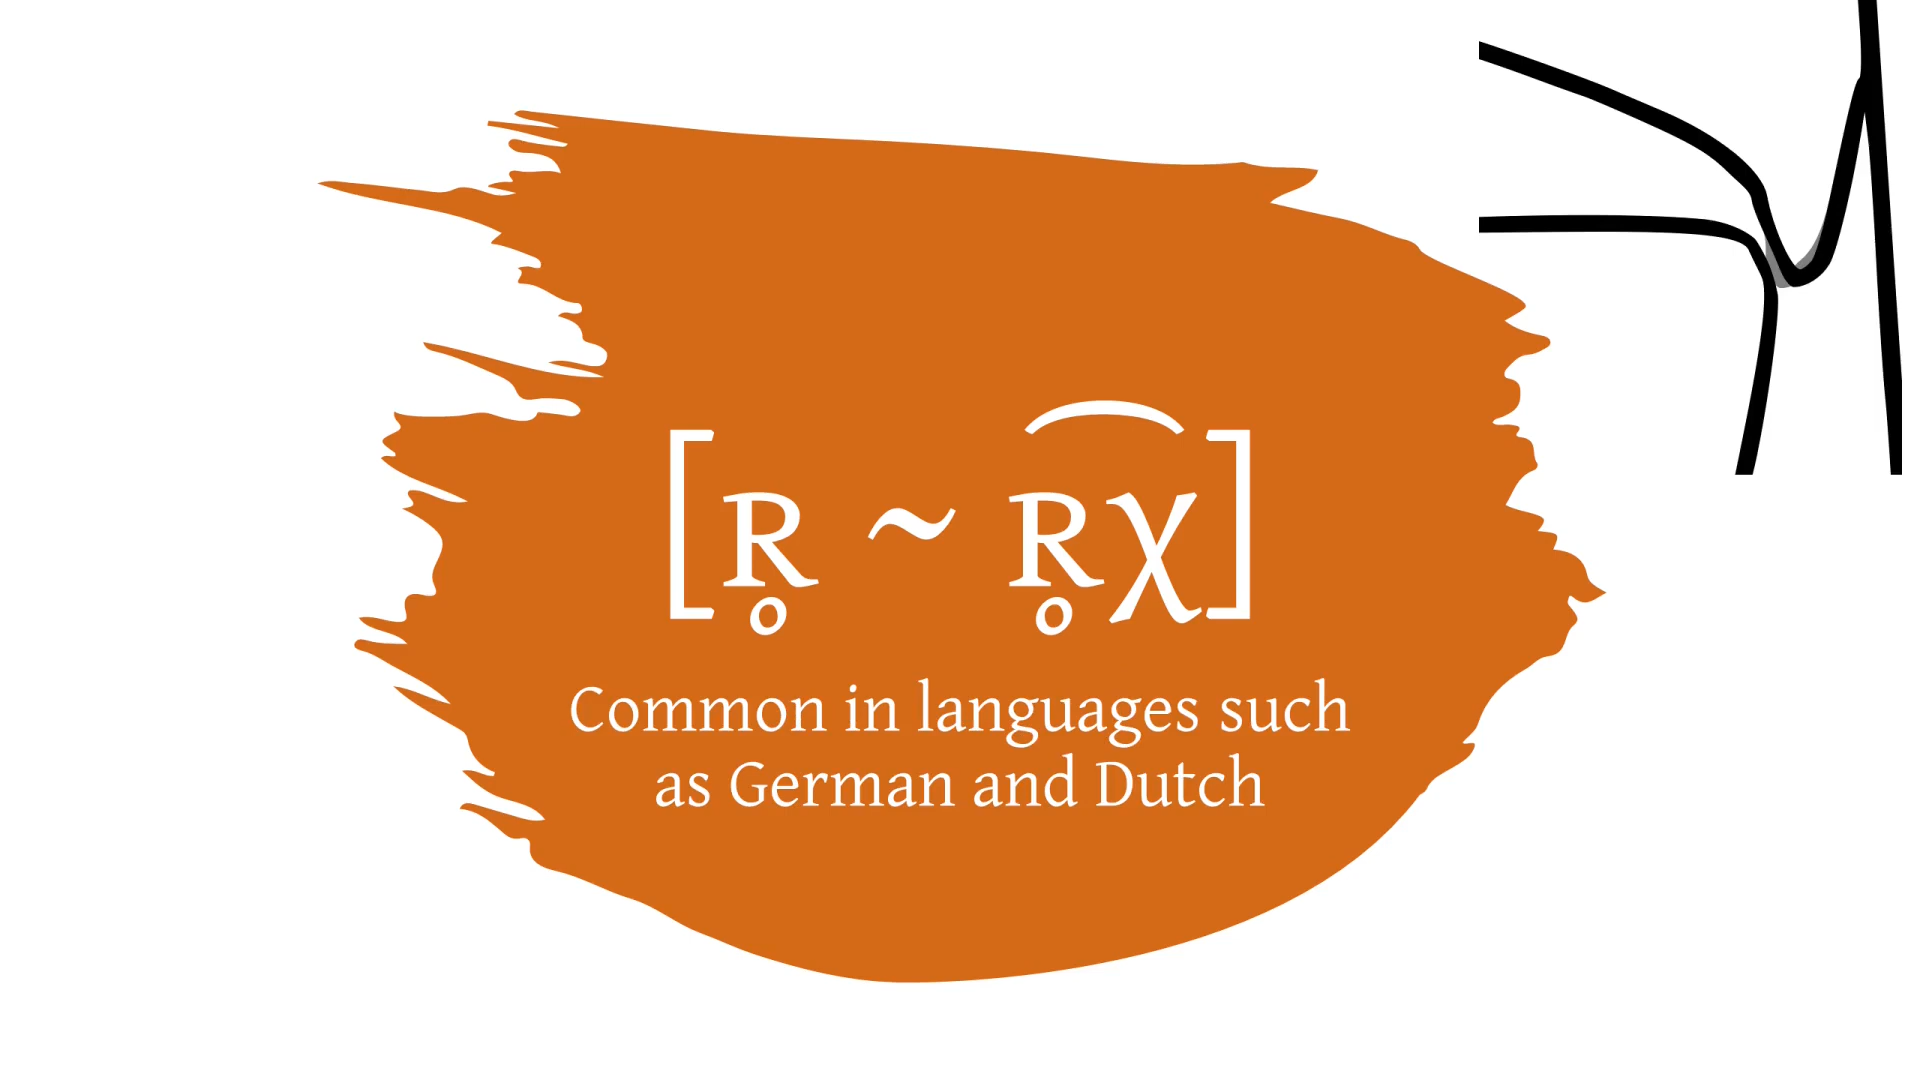 [ʀ̥ ~ ʀ̥͡χ]
Common in languages such
as German and Dutch